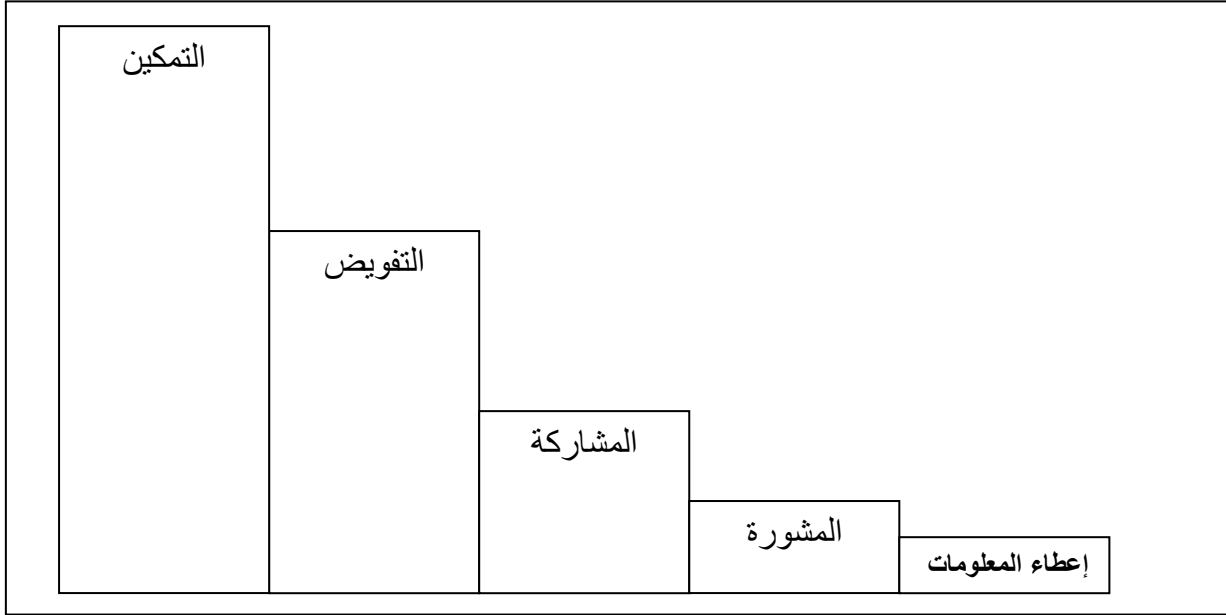 التمكين
التفويض
المشاركة
المشورة
إعطاء المعلومات